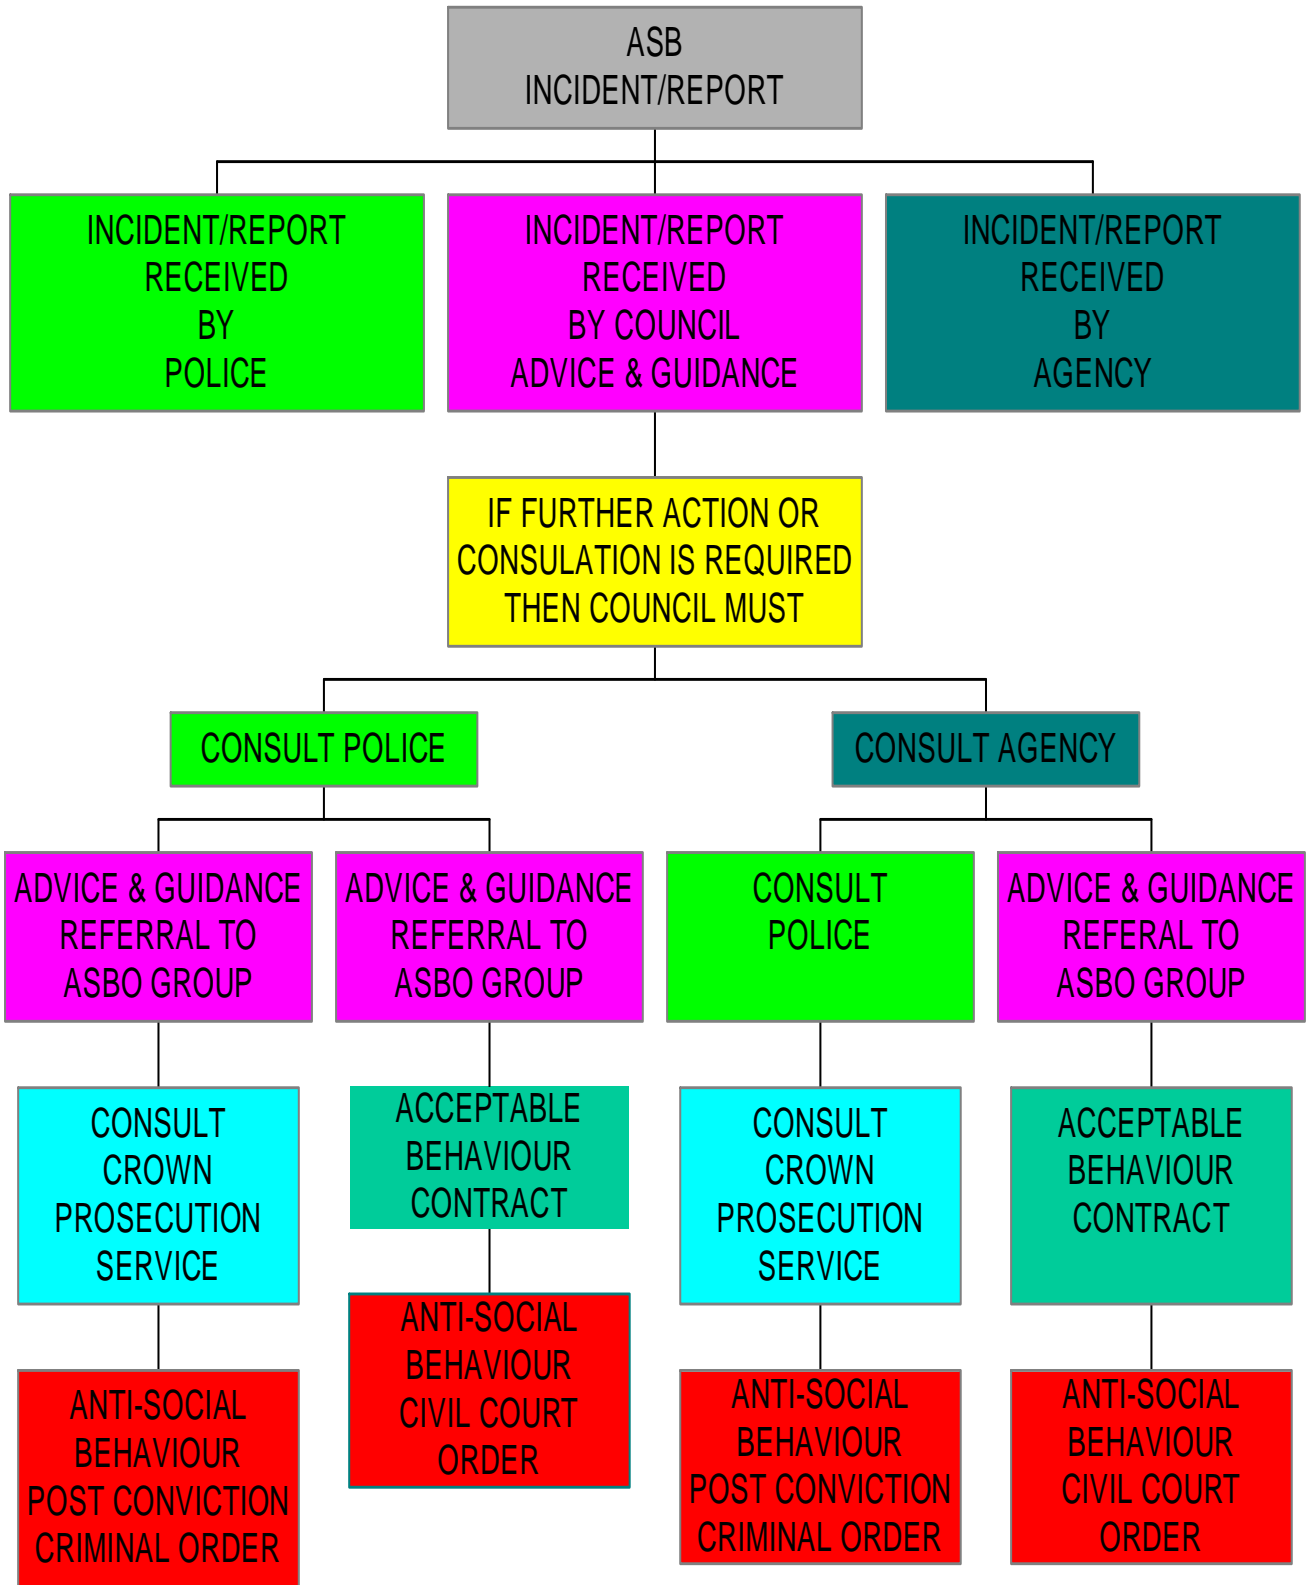 ASB
INCIDENT/REPORT
INCIDENT/REPORT
RECEIVED
BY
POLICE
INCIDENT/REPORT
RECEIVED
BY COUNCIL
ADVICE & GUIDANCE
INCIDENT/REPORT
RECEIVED
BY
AGENCY
IF FURTHER ACTION OR
CONSULATION IS REQUIRED
THEN COUNCIL MUST
CONSULT POLICE
CONSULT AGENCY
ADVICE & GUIDANCE
REFERRAL TO
ASBO GROUP
ADVICE & GUIDANCE
REFERRAL TO
ASBO GROUP
CONSULT
POLICE
ADVICE & GUIDANCE
REFERAL TO
ASBO GROUP
CONSULT
CROWN
PROSECUTION
SERVICE
ACCEPTABLE
BEHAVIOUR
CONTRACT
CONSULT
CROWN
PROSECUTION
SERVICE
ACCEPTABLE
BEHAVIOUR
CONTRACT
ANTI-SOCIAL
BEHAVIOUR
POST CONVICTION
CRIMINAL ORDER
ANTI-SOCIAL
BEHAVIOUR
CIVIL COURT
ORDER
ANTI-SOCIAL
BEHAVIOUR
POST CONVICTION
CRIMINAL ORDER
ANTI-SOCIAL
BEHAVIOUR
CIVIL COURT
ORDER